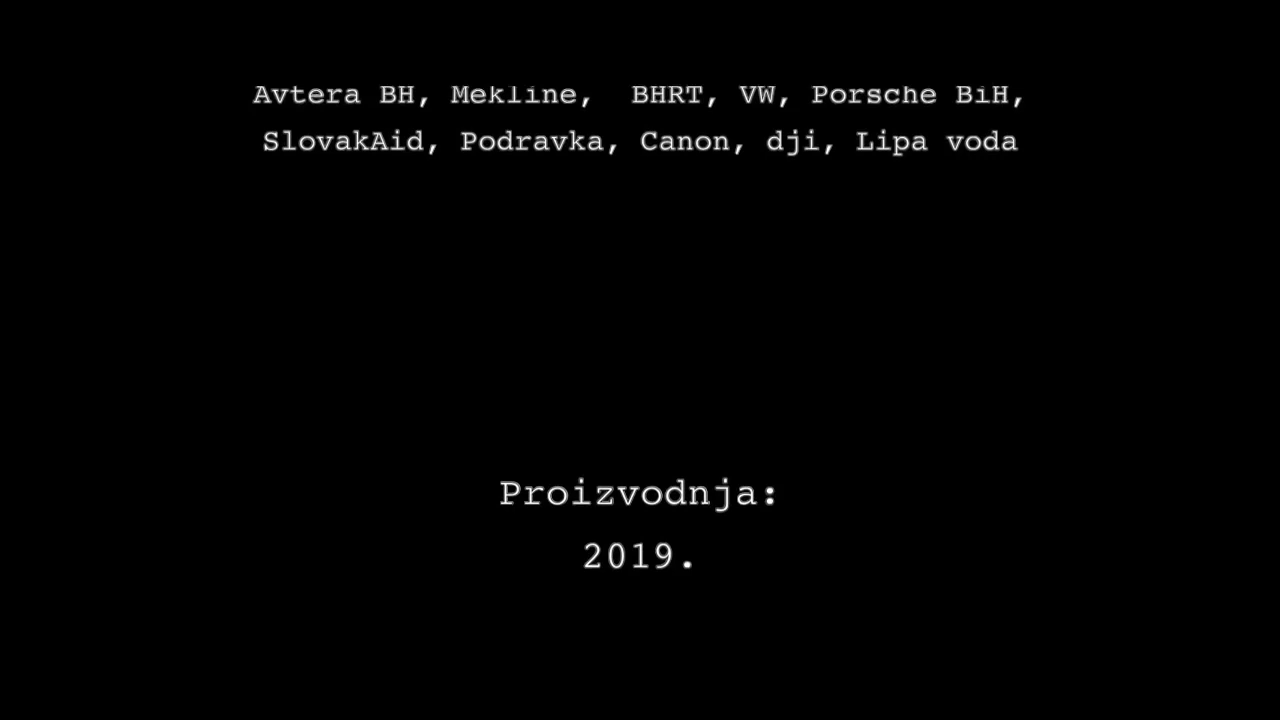 Avtera BH, Mekline, BHRT, VW, Porsche BiH,
SlovakAid, Podravka, Canon, dji, Lipa voda
Proizvodnja:
2019.